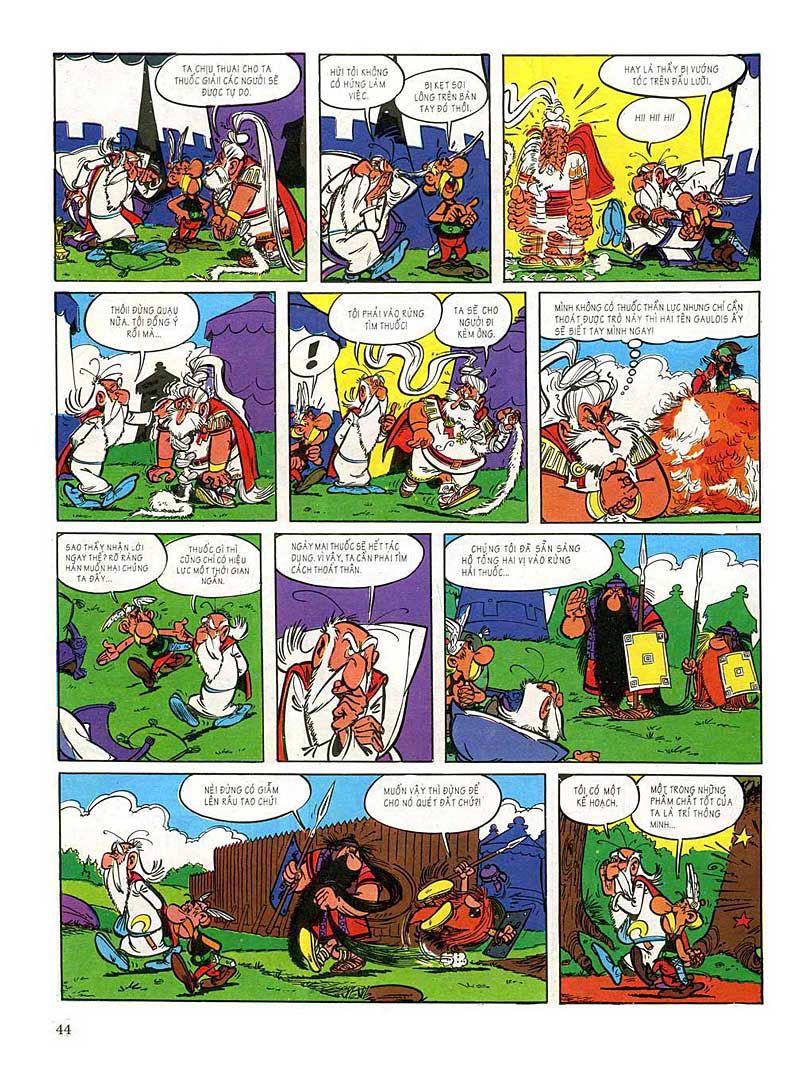 TA CHỊU THUA! CHO TA
THUỐC GIẢI! CÁC NGƯƠI SẼ
ĐƯỢC TỰ DO.
HỪ! TÔI KHÔNG
CÓ HỨNG LÀM
VIỆC.
BỊ KẸT SỢI
LÔNG TRÊN BÀN
TAY ĐÓ THÔI.
HAY LÀ THẦY BỊ VƯỚNG
TÓC TRÊN ĐẦU LƯỠI.
HI! HI! HI!
THÔI! ĐỪNG QUẠU
NỮA. TÔI ĐỒNG Ý
RỒI MÀ...
!
TÔI PHẢI VÀO RỪNG
TÌM THUỐC!
TA SẼ CHO
NGƯỜI ĐI
KÈM ÔNG.
MÌNH KHÔNG CÓ THUỐC THẦN LỰC NHƯNG CHỈ CẦN
THOÁT ĐƯỢC TRÒ NÀY THÌ HAI TÊN GAULOIS ẤY
SẼ BIẾT TAY MÌNH NGAY!
SAO THẦY NHẬN LỜI
NGAY THẾ? RÕ RÀNG
HẮN MUỐN HẠI CHÚNG
TA ĐẤY...
THUỐC GÌ THÌ
CŨNG CHỈ CÓ HIỆU
LỰC MỘT THỜI GIAN
NGẮN.
NGÀY MAI THUỐC SẼ HẾT TÁC
DỤNG. VÌ VẬY, TA CẦN PHẢI TÌM
CÁCH THOÁT THÂN.
CHÚNG TÔI ĐÃ SẴN SÀNG
HỘ TỐNG HAI VỊ VÀO RỪNG
HÁI THUỐC...
NÈ! ĐỪNG CÓ GIẪM
LÊN RÂU TAO CHỨ!
MUỐN VẬY THÌ ĐỪNG ĐỂ
CHO NÓ QUÉT ĐẤT CHỨ?!
TÔI CÓ MỘT
KẾ HOẠCH.
MỘT TRONG NHỮNG
PHẨM CHẤT TỐT CỦA
TA LÀ TRÍ THÔNG
MINH...
44